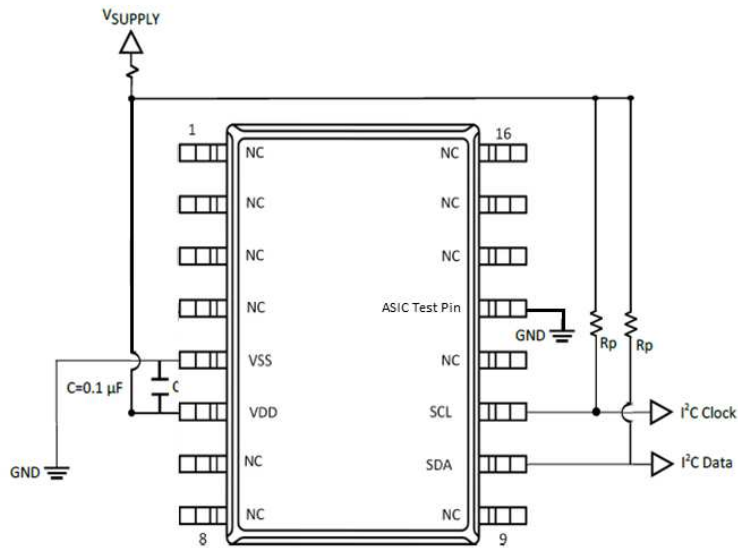 VSUPPLY
1
16
NC
NC
NC
NC
NC
NC
NC
ASIC Test Pin
GND
Rp
Rp
VSS
NC
C=0.1 µF
C
VDD
SCL
I²C Clock
GND
NC
SDA
I²C Data
NC
NC
8
9